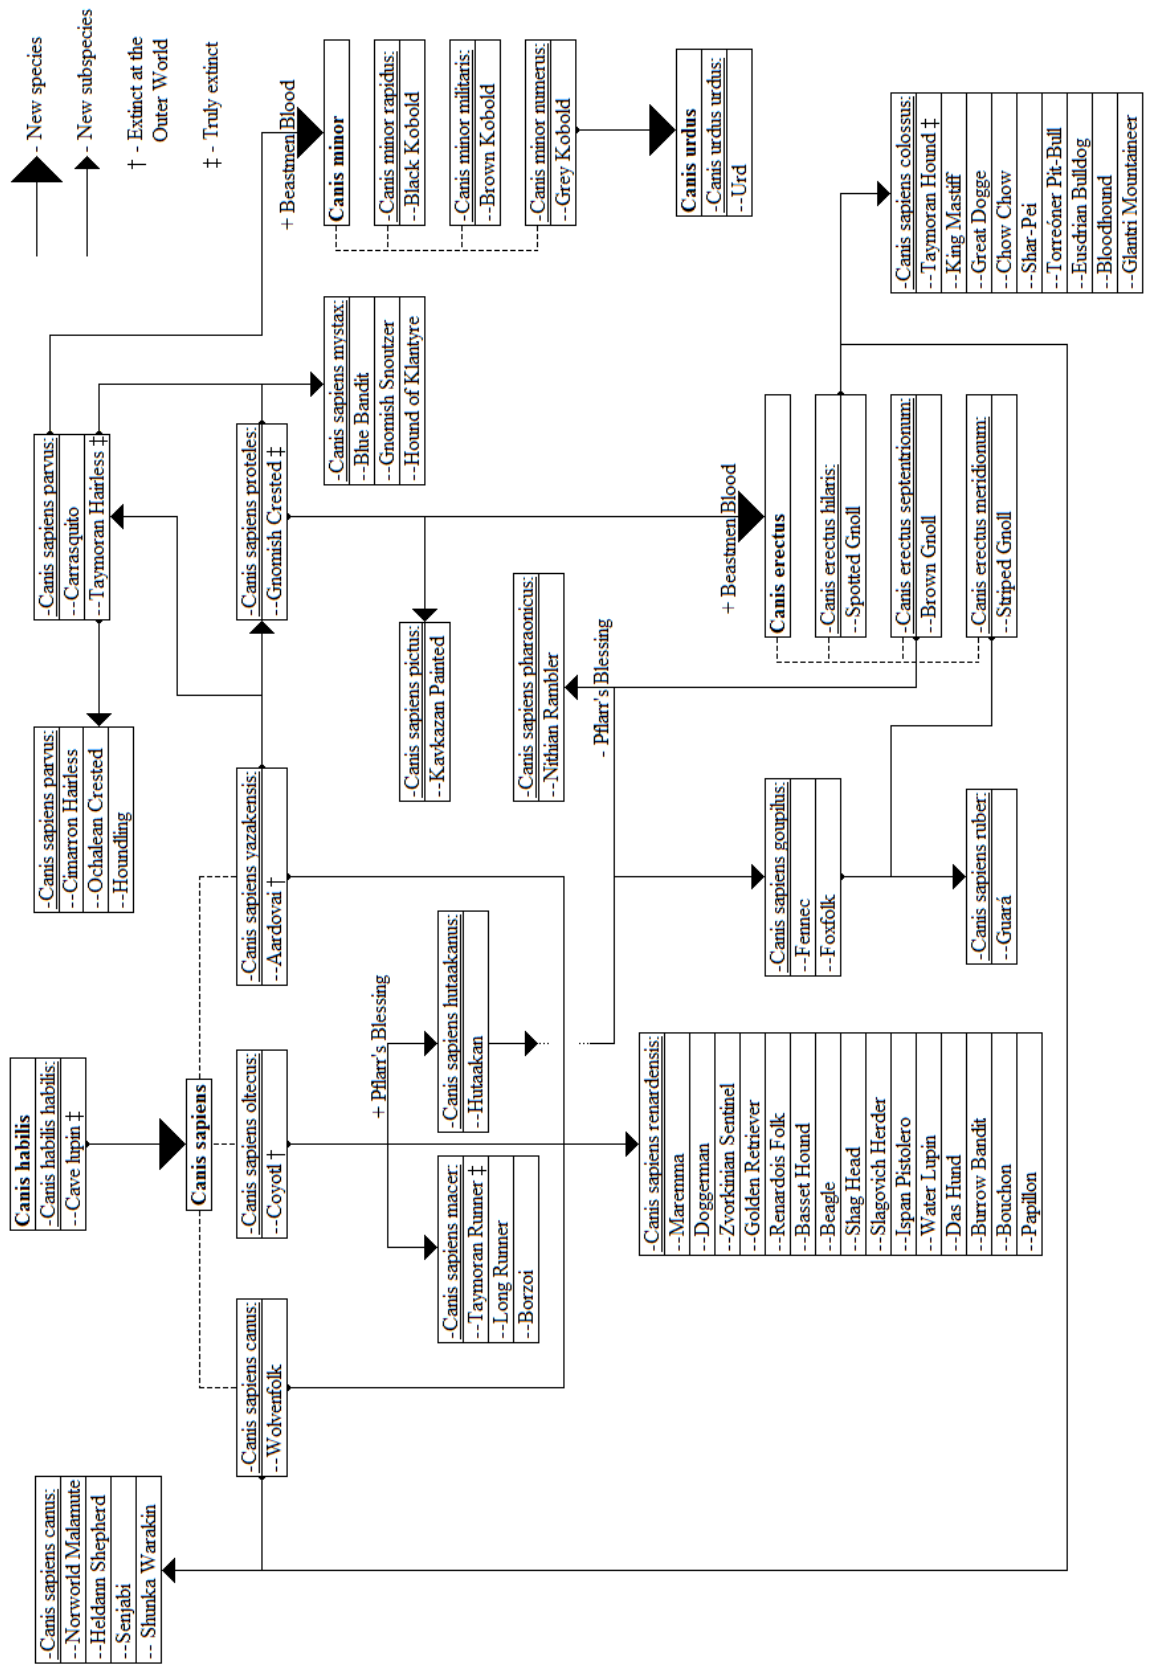 Canis habilis
-Canis habilis habilis:
--Cave lupin ‡
- New species
- New subspecies
† - Extinct at the
Outer World
‡ - Truly extinct
-Canis sapiens canus:
--Norworld Malamute
--Heldann Shepherd
--Senjabi
-- Shunka Warakin
-Canis sapiens parvus:
--Cimarron Hairless
--Ochalean Crested
--Houndling
-Canis sapiens parvus:
--Carrasquito
--Taymoran Hairless ‡
Canis sapiens
-Canis sapiens canus:
--Wolvenfolk
-Canis sapiens oltecus:
--Coyotl †
-Canis sapiens yazakensis:
--Aardovai †
-Canis sapiens proteles:
--Gnomish Crested ‡
+ Beastmen Blood
Canis minor
-Canis minor rapidus:
--Black Kobold
-Canis minor militaris:
--Brown Kobold
-Canis minor numerus:
--Grey Kobold
-Canis sapiens mystax:
--Blue Bandit
--Gnomish Snoutzer
--Hound of Klantyre
+ Pflarr's Blessing
-Canis sapiens macer:
--Taymoran Runner ‡
--Long Runner
--Borzoi
-Canis sapiens hutaakanus:
--Hutaakan
-Canis sapiens pictus:
--Kavkazan Painted
-Canis sapiens pharaonicus:
--Nithian Rambler
- Pflarr's Blessing
Canis urdus
-Canis urdus urdus:
--Urd
-Canis sapiens renardensis:
--Maremma
--Doggerman
--Zvorkinian Sentinel
--Golden Retriever
--Renardois Folk
--Basset Hound
--Beagle
--Shag Head
--Slagovich Herder
--Ispan Pistolero
--Water Lupin
--Das Hund
--Burrow Bandit
--Bouchon
--Papillon
-Canis sapiens goupilus:
--Fennec
--Foxfolk
-Canis sapiens ruber:
--Guará
+ Beastmen Blood
Canis erectus
-Canis erectus hilaris:
--Spotted Gnoll
-Canis erectus septentrionum:
--Brown Gnoll
-Canis erectus meridionum:
--Striped Gnoll
-Canis sapiens colossus:
--Taymoran Hound ‡
--King Mastiff
--Great Dogge
--Chow Chow
--Shar-Pei
--Torreóner Pit-Bull
--Eusdrian Bulldog
--Bloodhound
--Glantri Mountaineer